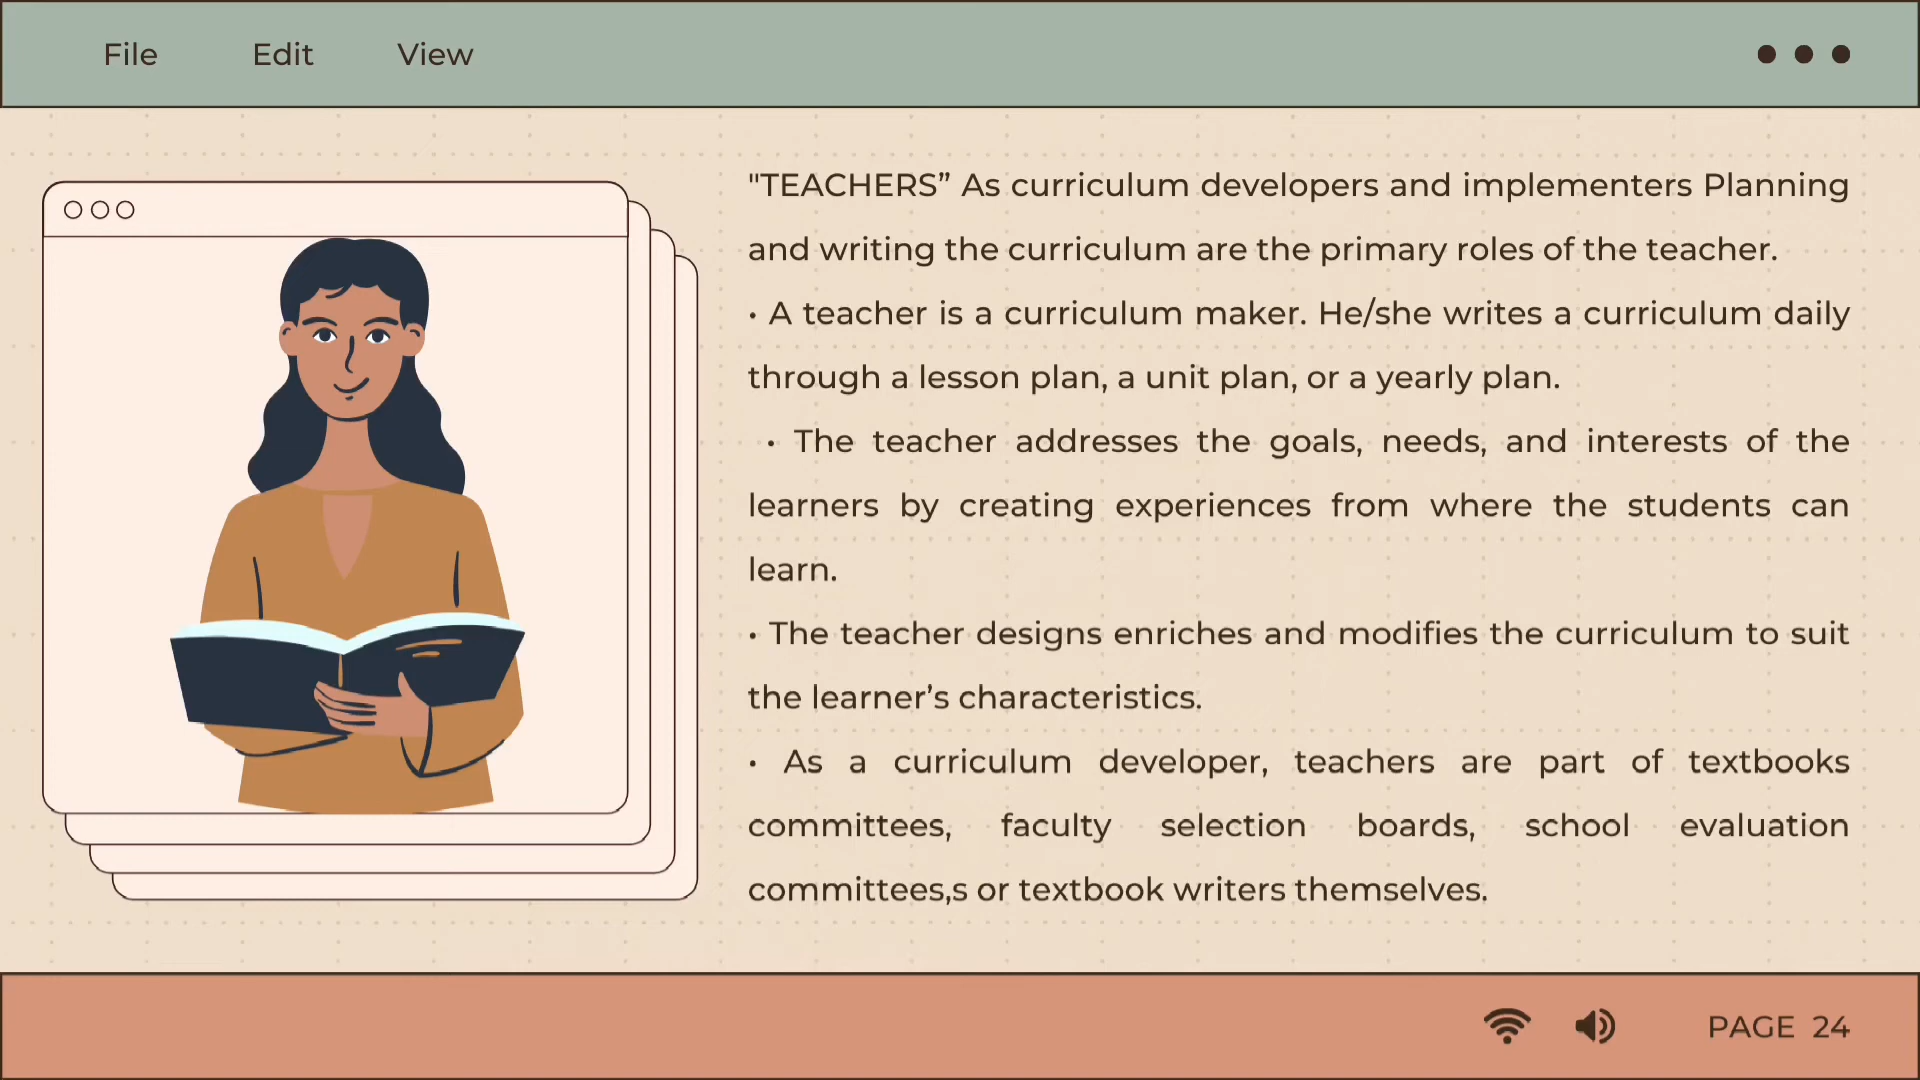 File Edit View
"TEACHERS” As curriculum developers and implementers Planning
and writing the curriculum are the primary roles of the teacher.
• A teacher is a curriculum maker. He/she writes a curriculum daily
through a lesson plan, a unit plan, or a yearly plan.
• The teacher addresses the goals, needs, and interests of the
learners by creating experiences from where the students can
learn.
• The teacher designs enriches and modifies the curriculum to suit
the learner’s characteristics.
• As a curriculum developer, teachers are part of textbooks
committees, faculty selection boards, school evaluation
committees,s or textbook writers themselves.
PAGE 24